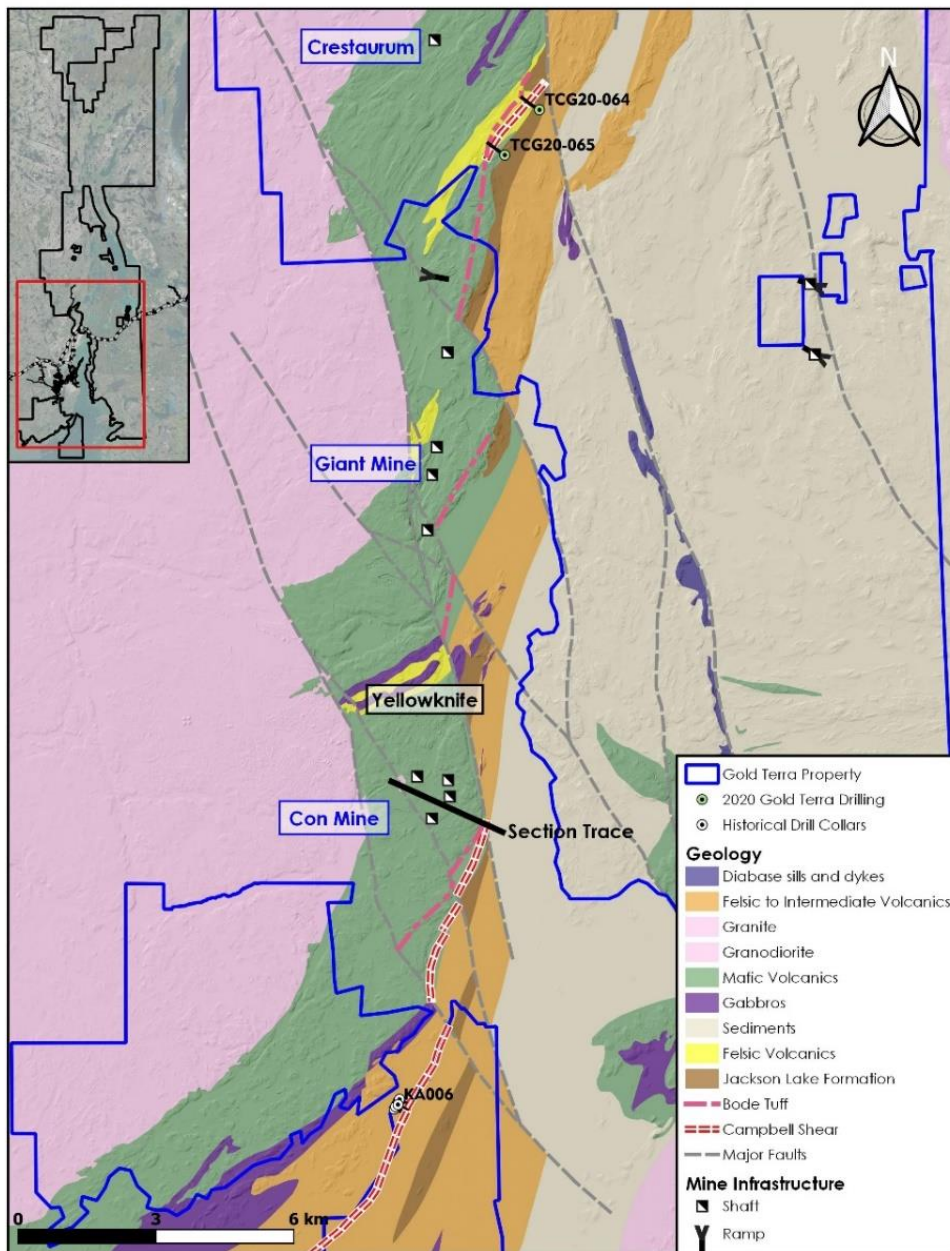 Crestaurum
N
TCG20-064
TCG20-065
Giant Mine
Yellowknife
Con Mine
Section Trace
KA006
0 3 6 km
Gold Terra Property
2020 Gold Terra Drilling
Historical Drill Collars
Geology
Diabase sills and dykes
Felsic to Intermediate Volcanics
Granite
Granodiorite
Mafic Volcanics
Gabbros
Sediments
Felsic Volcanics
Jackson Lake Formation
Bode Tuff
Campbell Shear
Major Faults
Mine Infrastructure
Shaft
Ramp